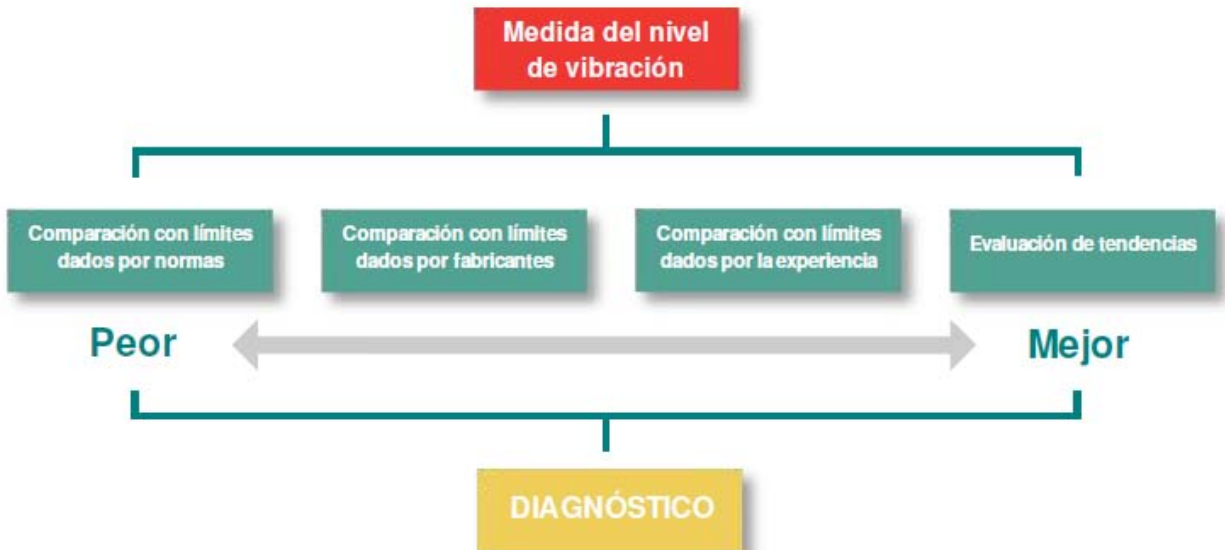 Medida del nivel
de vibración
Comparación con límites
dados por normas
Comparación con límites
dados por fabricantes
Comparación con límites
dados por la experiencia
Evaluación de tendencias
Peor
Mejor
DIAGNÓSTICO